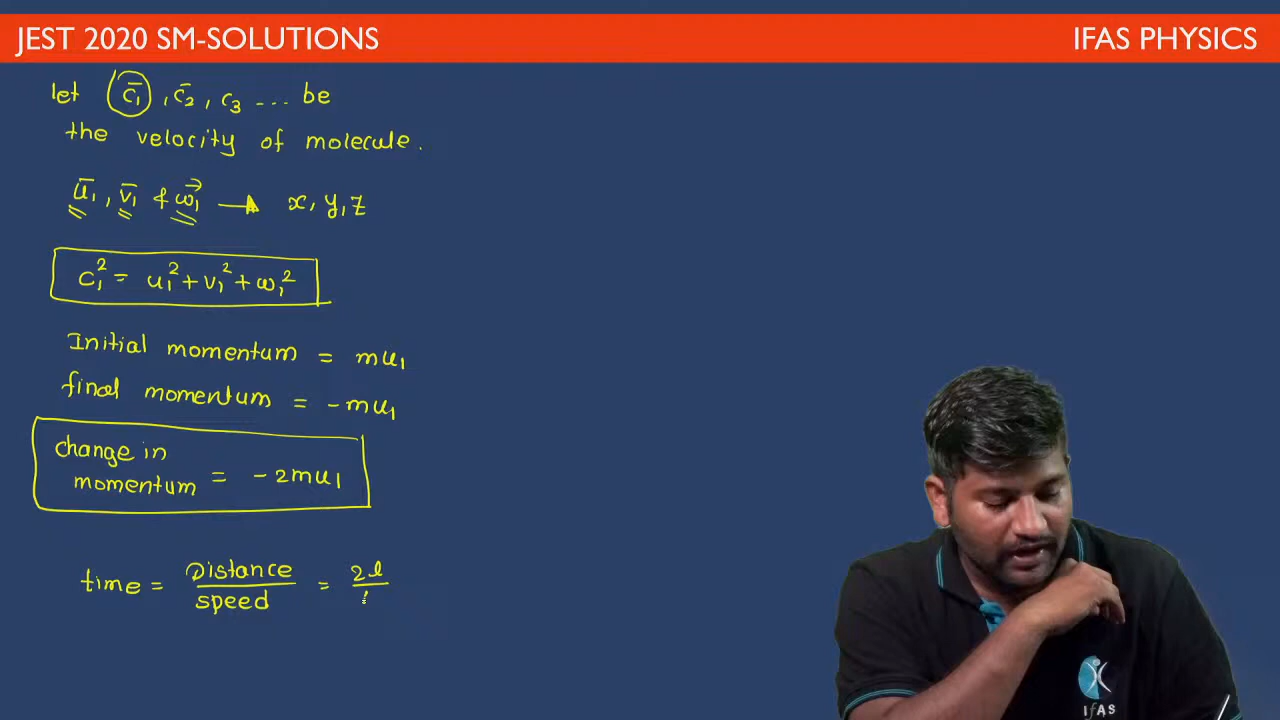 JEST 2020 SM-SOLUTIONS
IFAS PHYSICS
let c̄₁, c̄₂, c₃ ... be
the velocity of molecule.
ū₁, v̄₁ & ω⃗₁ → x, y, z
c₁² = u₁² + v₁² + ω₁²
Initial momentum = mu₁
final momentum = -mu₁
change in
momentum = -2mu₁
time = Distance / speed = 2l /
IFAS